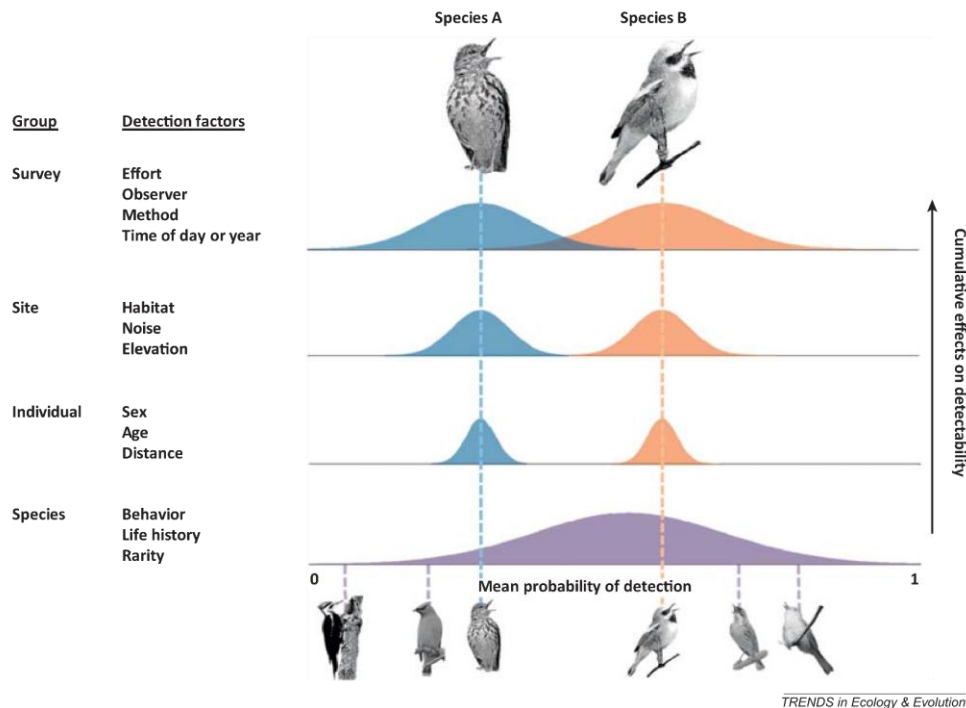 Species A
Species B
Group
Detection factors
Survey
Effort
Observer
Method
Time of day or year
Site
Habitat
Noise
Elevation
Individual
Sex
Age
Distance
Species
Behavior
Life history
Rarity
Cumulative effects on detectability
0
Mean probability of detection
1
TRENDS in Ecology & Evolution